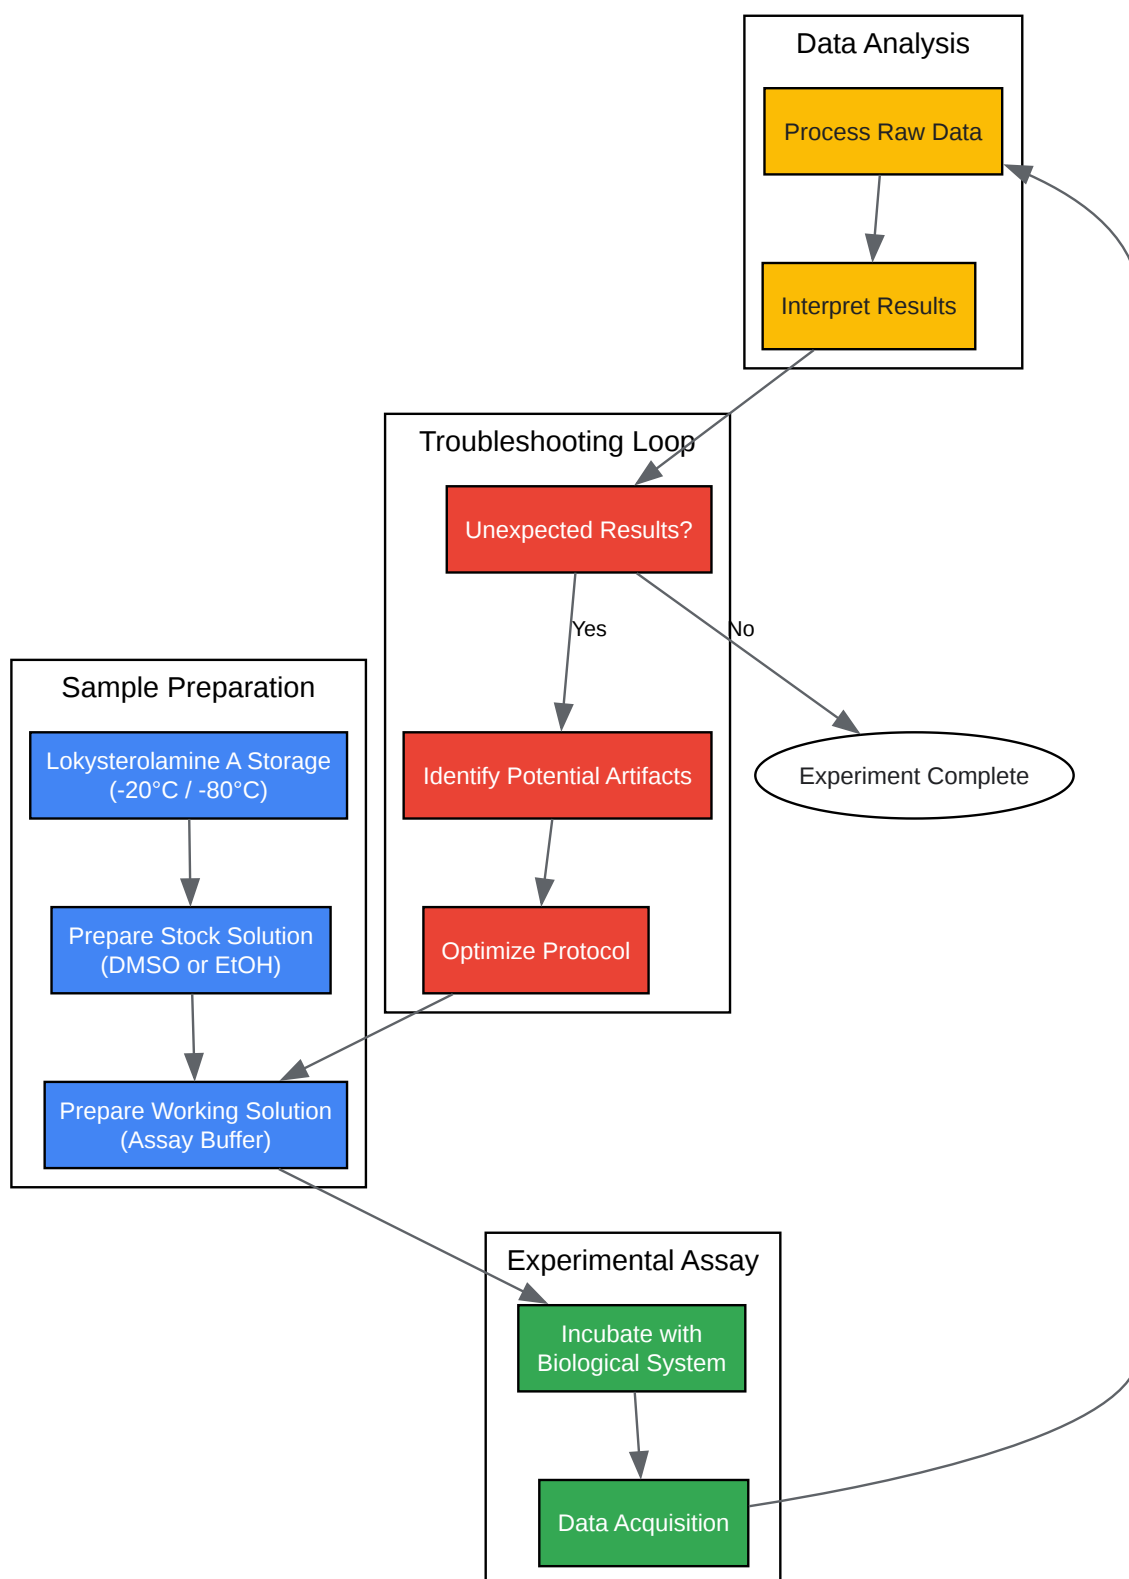 Data Analysis
Process Raw Data
Interpret Results
Troubleshooting Loop
Unexpected Results?
Yes
No
Sample Preparation
Lokysterolamine A Storage
(-20°C / -80°C)
Identify Potential Artifacts
Experiment Complete
Prepare Stock Solution
(DMSO or EtOH)
Optimize Protocol
Prepare Working Solution
(Assay Buffer)
Experimental Assay
Incubate with
Biological System
Data Acquisition